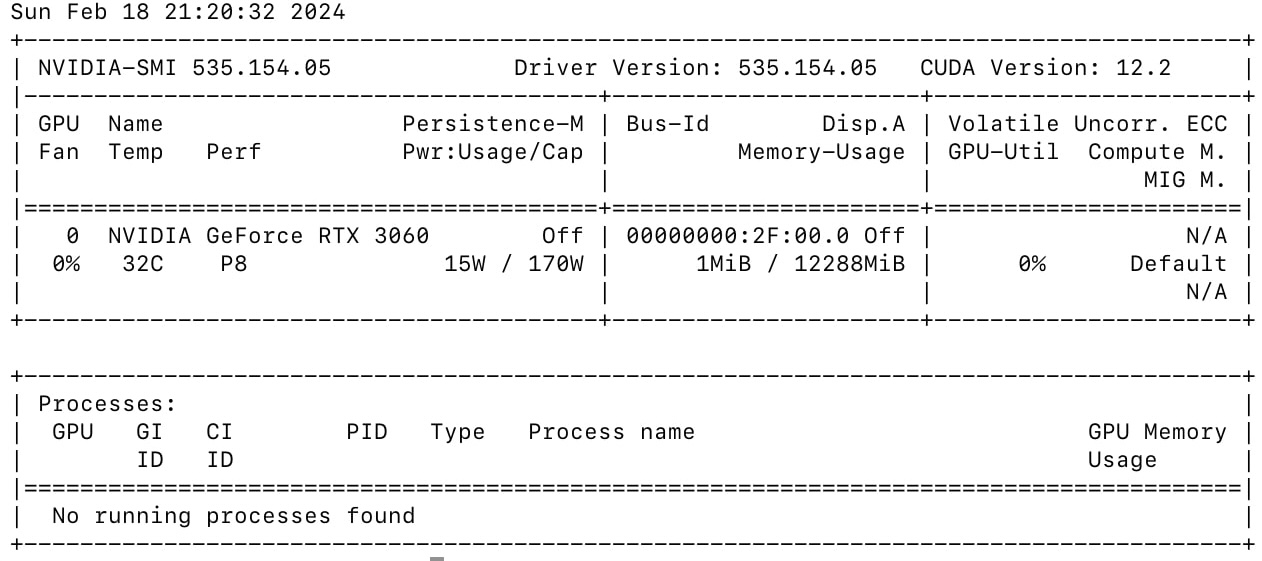 Sun Feb 18 21:20:32 2024
+---------------------------------------------------------------------------------------+
| NVIDIA-SMI 535.154.05             Driver Version: 535.154.05   CUDA Version: 12.2     |
|-----------------------------------------+----------------------+----------------------+
| GPU  Name                 Persistence-M | Bus-Id        Disp.A | Volatile Uncorr. ECC |
| Fan  Temp   Perf          Pwr:Usage/Cap |         Memory-Usage | GPU-Util  Compute M. |
|                                         |                      |               MIG M. |
|=========================================+======================+======================|
|   0  NVIDIA GeForce RTX 3060        Off | 00000000:2F:00.0 Off |                  N/A |
|  0%   32C    P8              15W / 170W |      1MiB / 12288MiB |      0%      Default |
|                                         |                      |                  N/A |
+-----------------------------------------+----------------------+----------------------+

+---------------------------------------------------------------------------------------+
| Processes:                                                                            |
|  GPU   GI   CI        PID   Type   Process name                            GPU Memory |
|        ID   ID                                                             Usage      |
|=======================================================================================|
|  No running processes found                                                           |
+---------------------------------------------------------------------------------------+